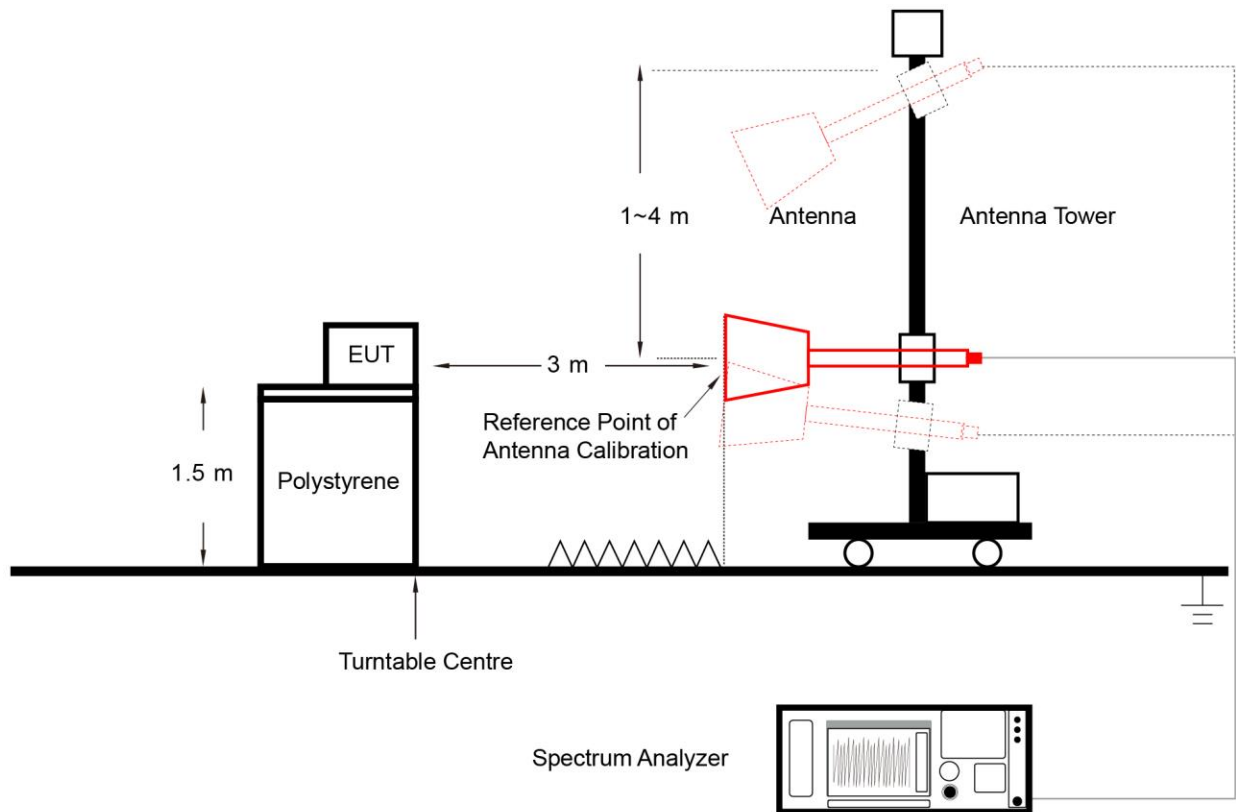 1~4 m
Antenna
Antenna Tower
EUT
3 m
Reference Point of
Antenna Calibration
1.5 m
Polystyrene
Turntable Centre
Spectrum Analyzer